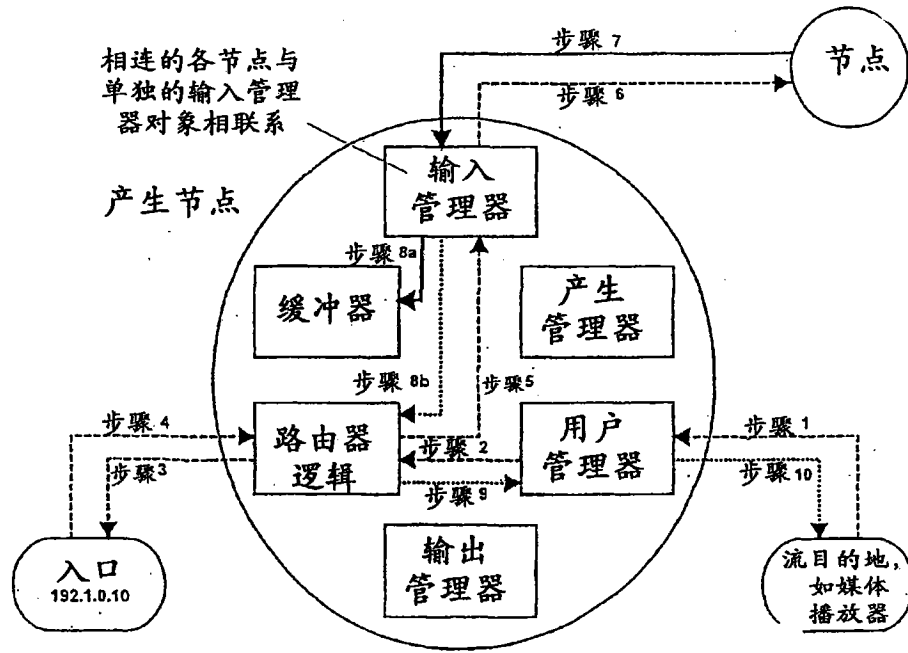 步骤 7
节点
相连的各节点与
单独的输入管理
器对象相联系
步骤 6
产生节点
输入
管理器
步骤 8a
缓冲器
产生
管理器
步骤 8b
步骤 5
步骤 4
路由器
逻辑
步骤 2
用户
管理器
步骤 1
步骤 3
步骤 9
步骤 10
输出
管理器
入口
192.1.0.10
流目的地,
如媒体
播放器